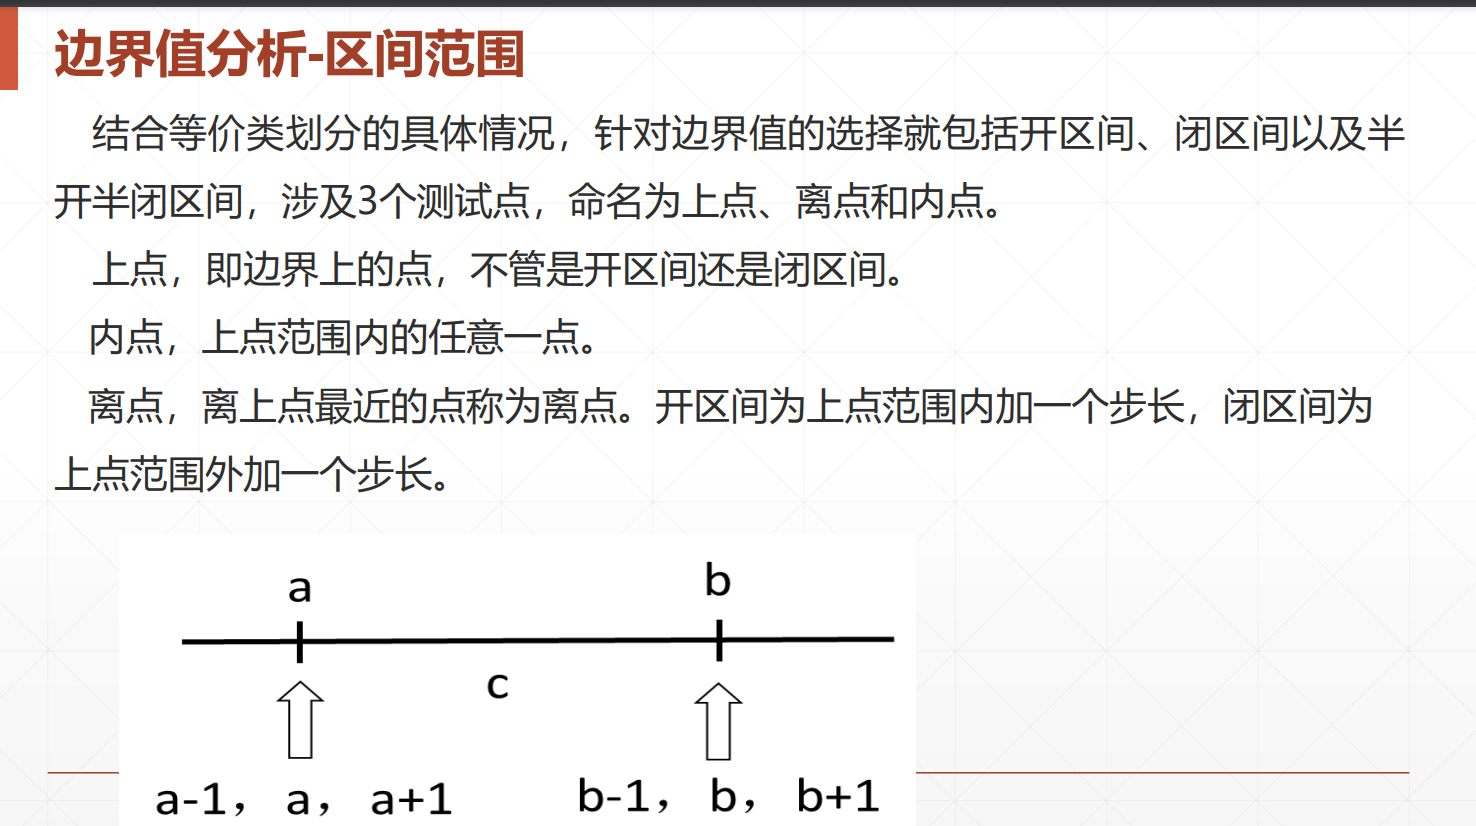 边界值分析-区间范围
结合等价类划分的具体情况，针对边界值的选择就包括开区间、闭区间以及半
开半闭区间，涉及3个测试点，命名为上点、离点和内点。
上点，即边界上的点，不管是开区间还是闭区间。
内点，上点范围内的任意一点。
离点，离上点最近的点称为离点。开区间为上点范围内加一个步长，闭区间为
上点范围外加一个步长。
a b
c
a-1， a， a+1 b-1， b， b+1